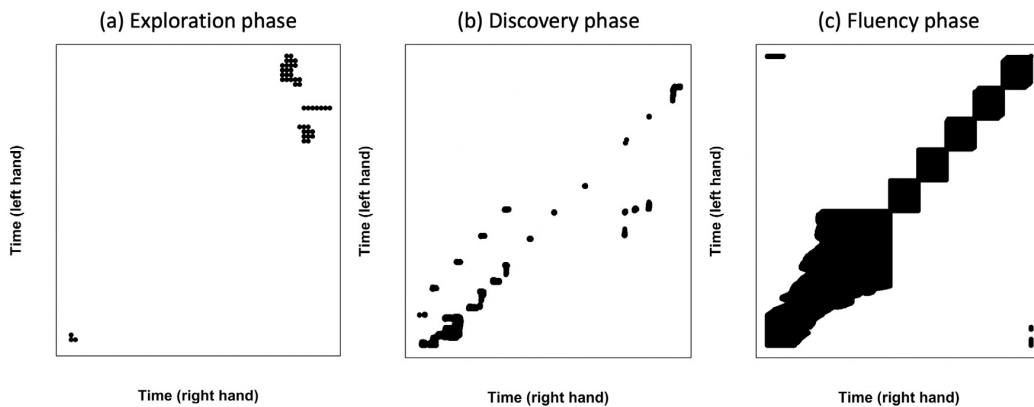 (a) Exploration phase
(b) Discovery phase
(c) Fluency phase
Time (left hand)
Time (left hand)
Time (left hand)
Time (right hand)
Time (right hand)
Time (right hand)